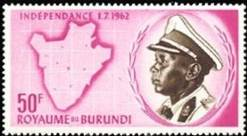 INDEPENDANCE 1.7.1962
50F
ROYAUME DU BURUNDI